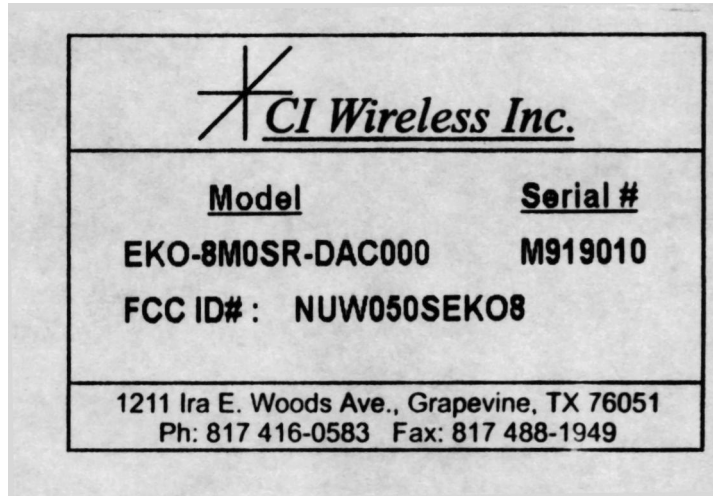 CI Wireless Inc.
Model Serial #
EKO-8M0SR-DAC000 M919010
FCC ID# : NUW050SEKO8
1211 Ira E. Woods Ave., Grapevine, TX 76051
Ph: 817 416-0583 Fax: 817 488-1949